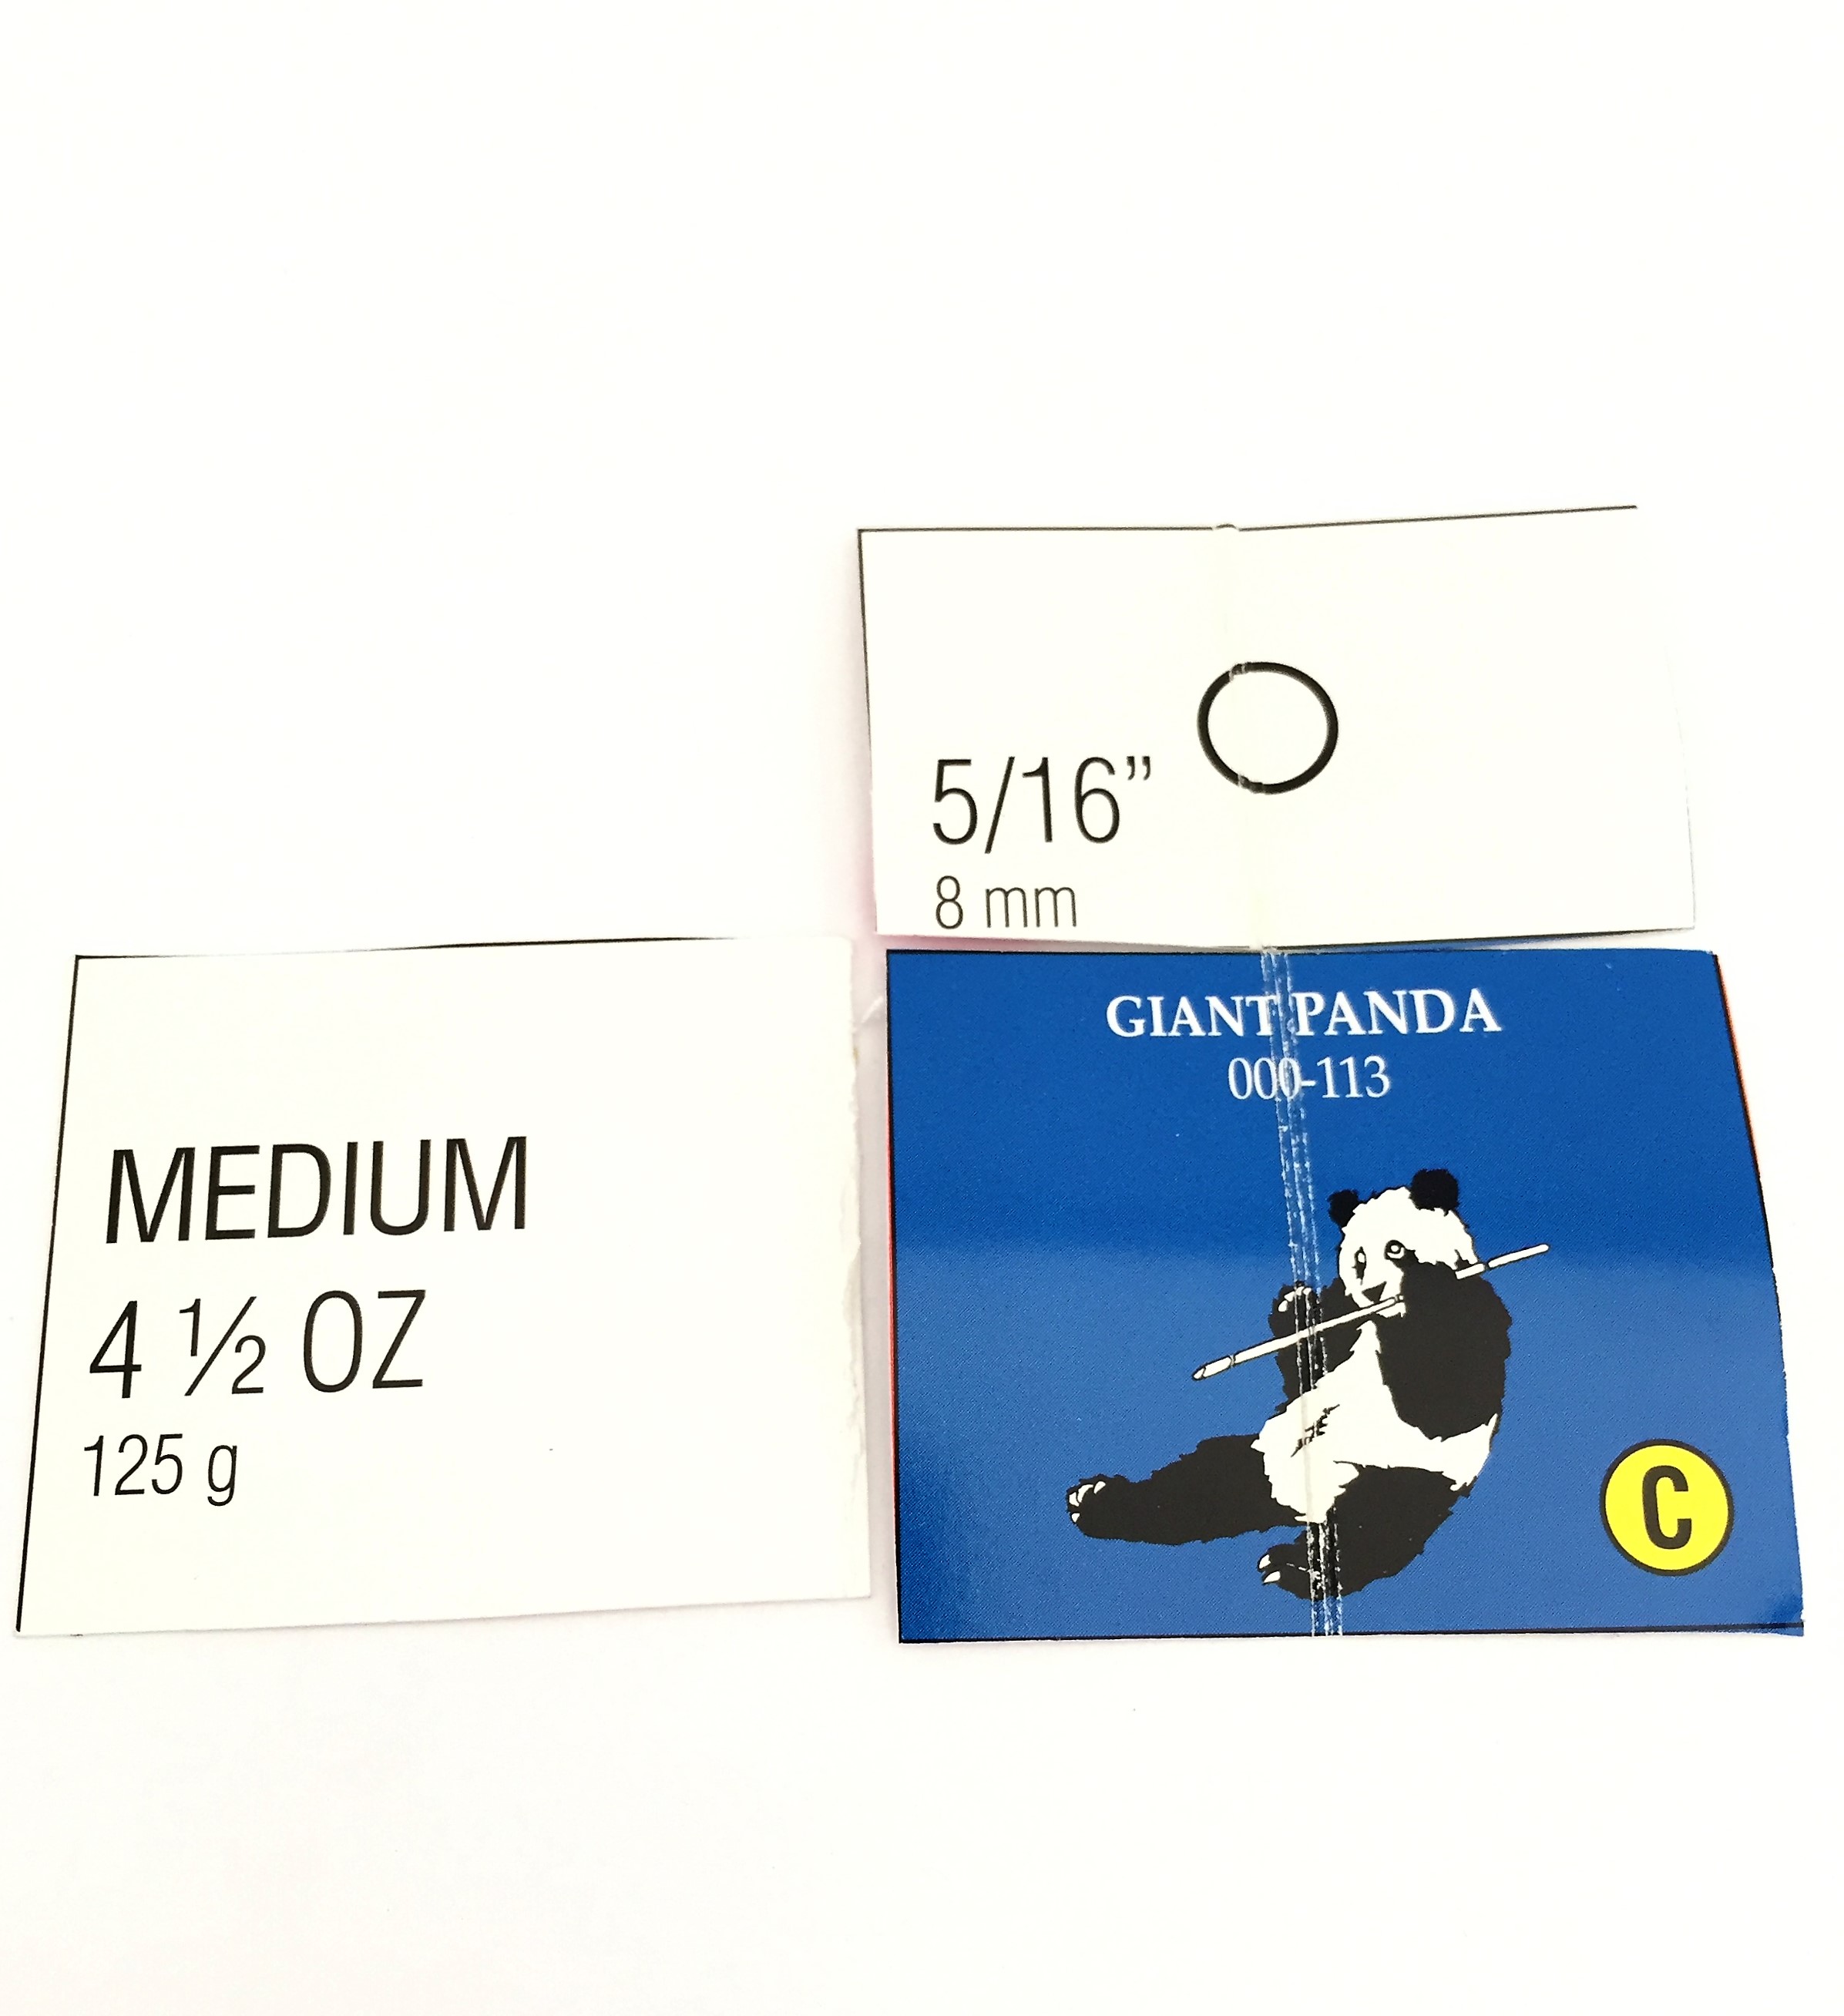 5/16”
8 mm
MEDIUM
4 ½ OZ
125 g
GIANT PANDA
000-113
C